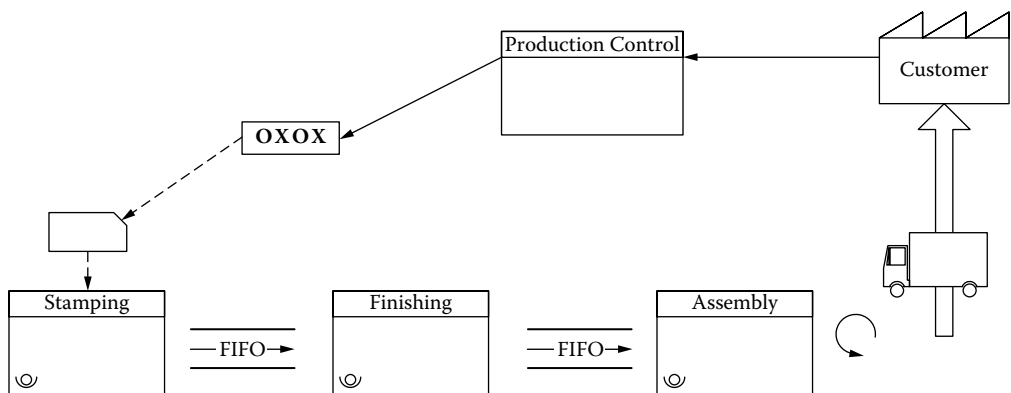 Production Control
Customer
OXOX
Stamping
Finishing
Assembly
FIFO
FIFO